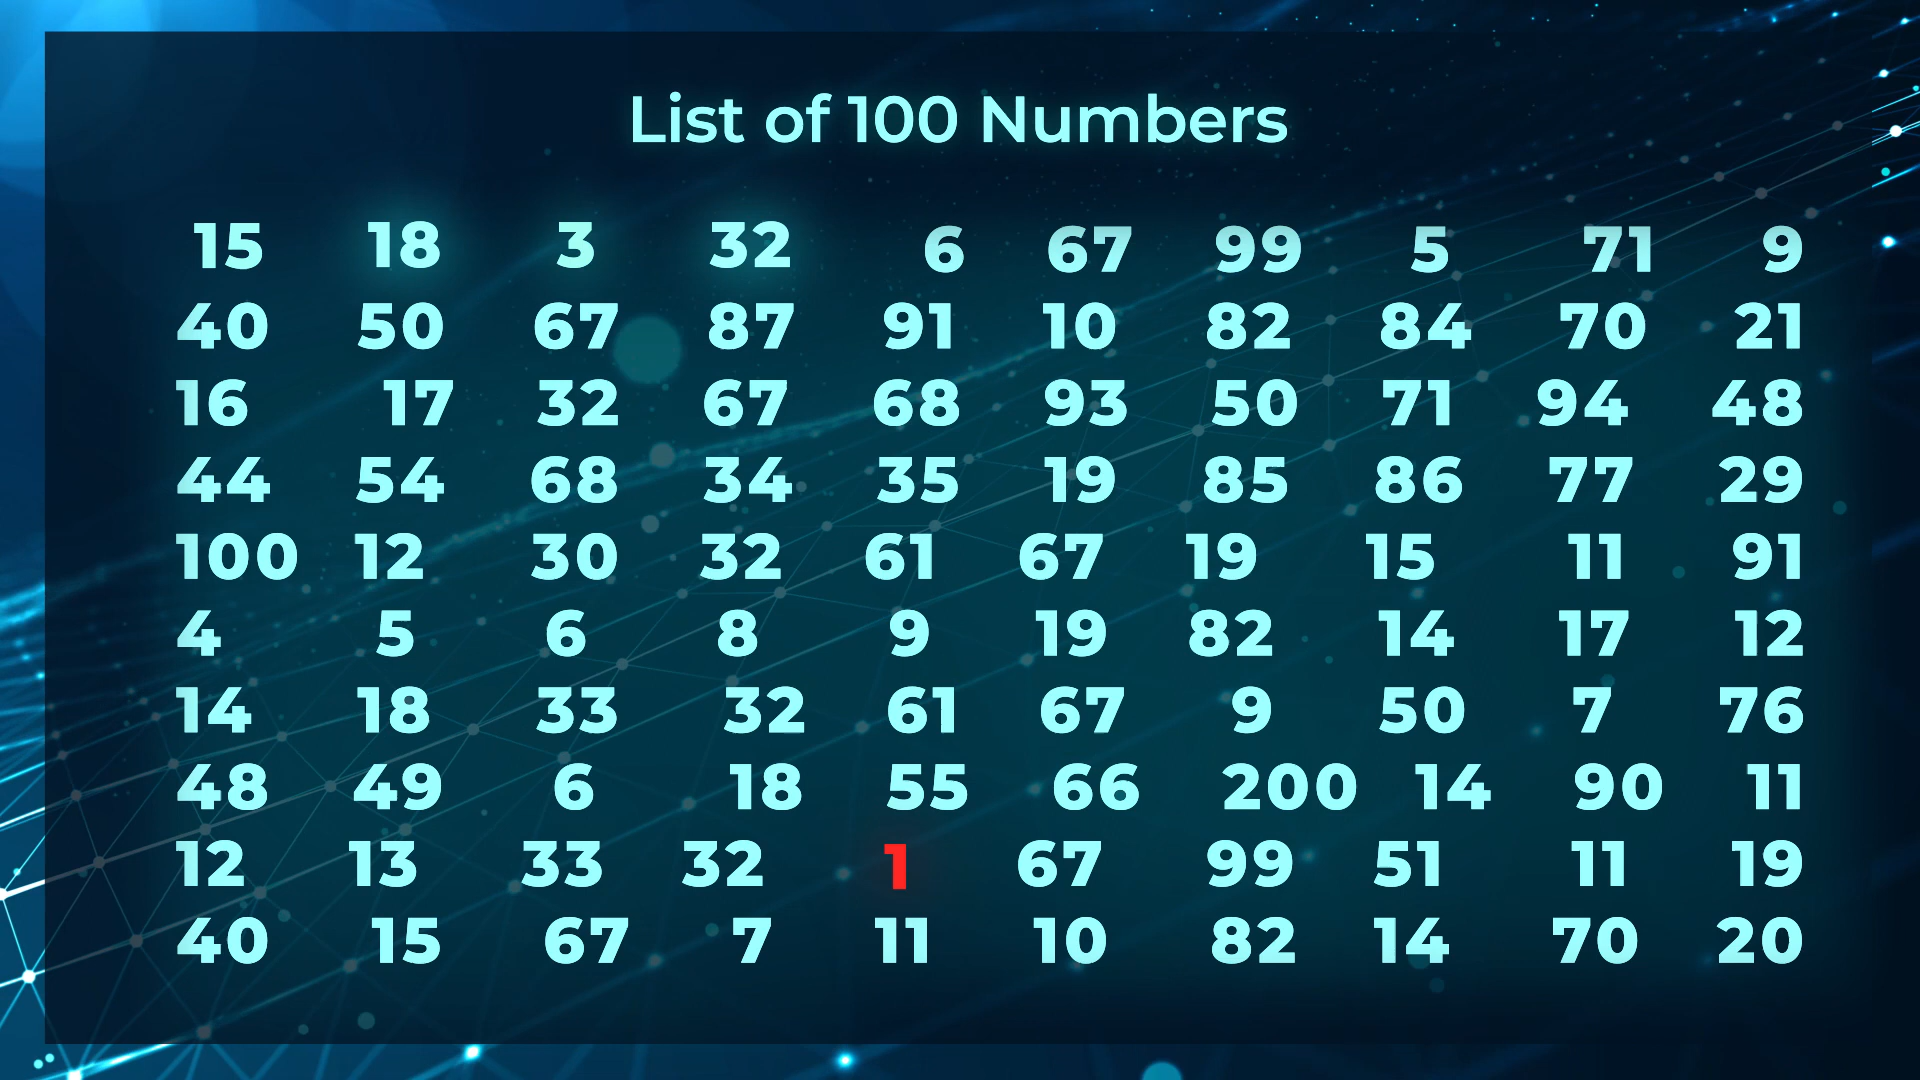 List of 100 Numbers
15 18 3 32 6 67 99 5 71 9
40 50 67 87 91 10 82 84 70 21
16 17 32 67 68 93 50 71 94 48
44 54 68 34 35 19 85 86 77 29
100 12 30 32 61 67 19 15 11 91
4 5 6 8 9 19 82 14 17 12
14 18 33 32 61 67 9 50 7 76
48 49 6 18 55 66 200 14 90 11
12 13 33 32 1 67 99 51 11 19
40 15 67 7 11 10 82 14 70 20